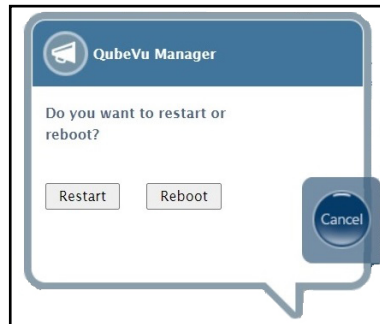 QubeVu Manager
Do you want to restart or
reboot?
Restart Reboot
Cancel